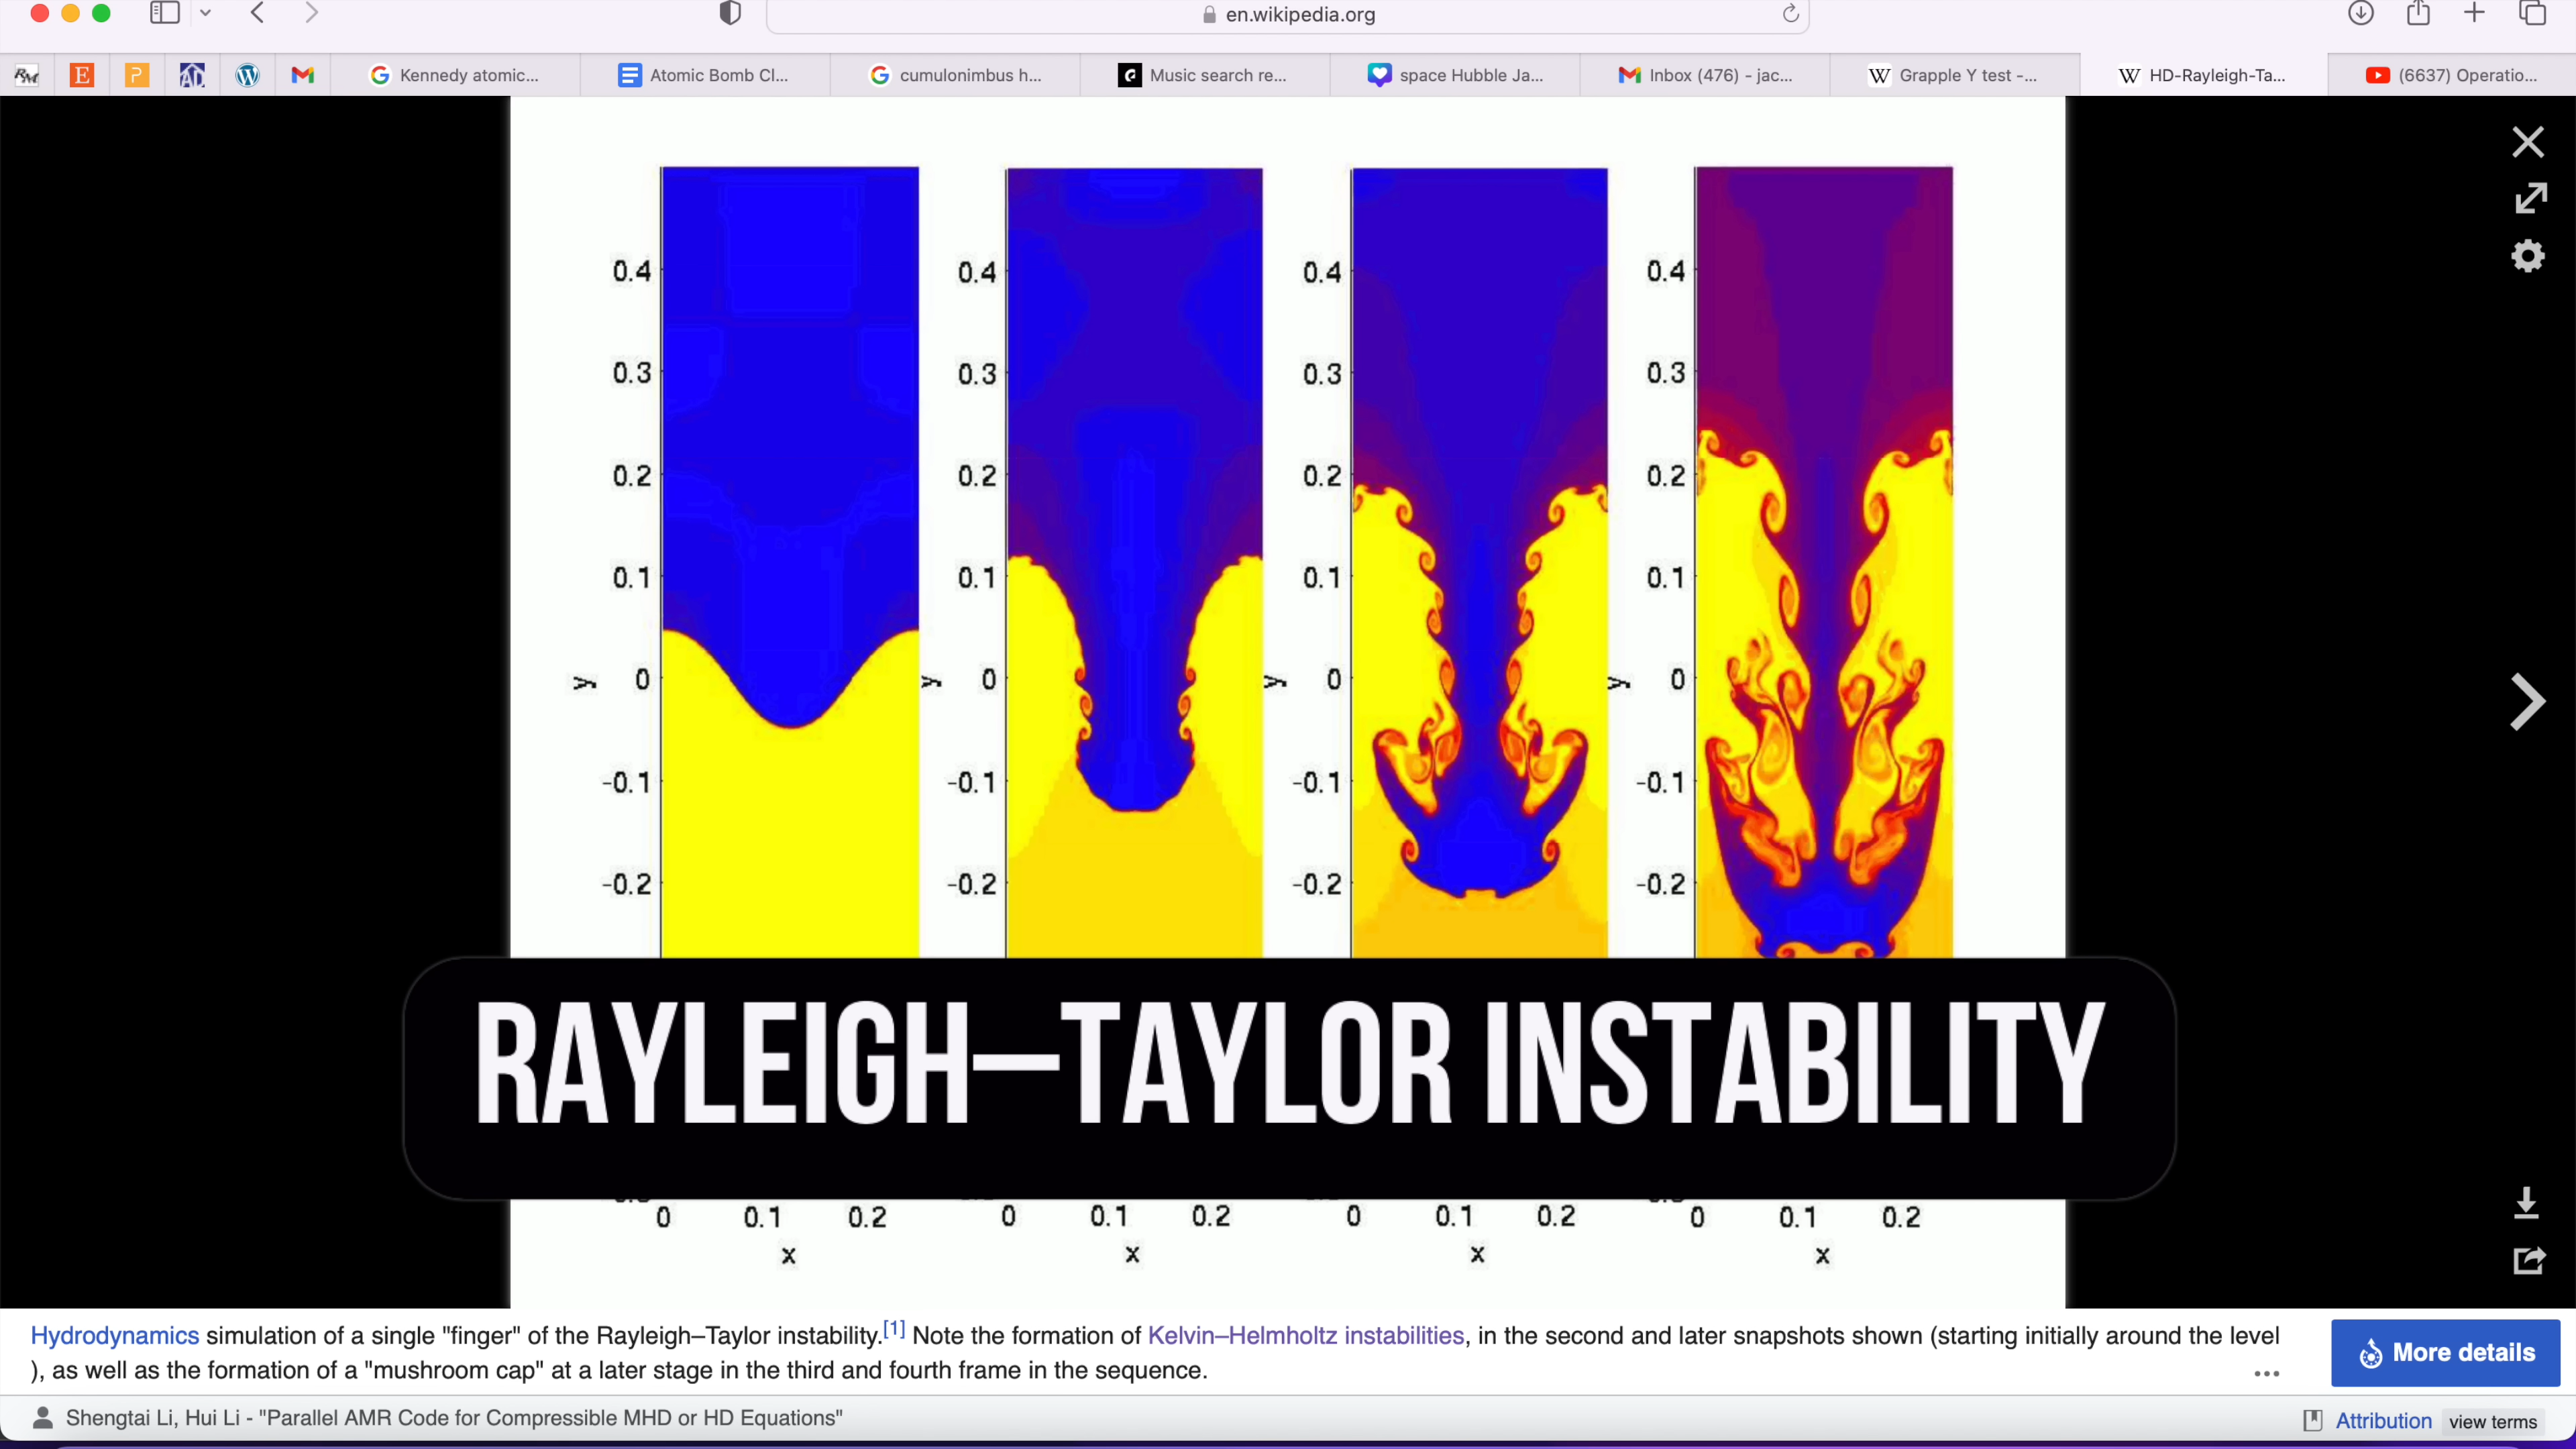 en.wikipedia.org
RM E P AD Kennedy atomic... Atomic Bomb Cl... cumulonimbus h... G Music search re... space Hubble Ja... Inbox (476) - jac... W Grapple Y test -... W HD-Rayleigh-Ta... (6637) Operatio...
0.4 0.4 0.4 0.4
0.3 0.3 0.3 0.3
0.2 0.2 0.2 0.2
0.1 0.1 0.1 0.1
y 0 y 0 y 0 y 0
-0.1 -0.1 -0.1 -0.1
-0.2 -0.2 -0.2 -0.2
RAYLEIGH–TAYLOR INSTABILITY
0 0.1 0.2 0 0.1 0.2 0 0.1 0.2 0 0.1 0.2
x x x x
Hydrodynamics simulation of a single "finger" of the Rayleigh–Taylor instability.[1] Note the formation of Kelvin–Helmholtz instabilities, in the second and later snapshots shown (starting initially around the level
), as well as the formation of a "mushroom cap" at a later stage in the third and fourth frame in the sequence.
... More details
Shengtai Li, Hui Li - "Parallel AMR Code for Compressible MHD or HD Equations"
Attribution view terms